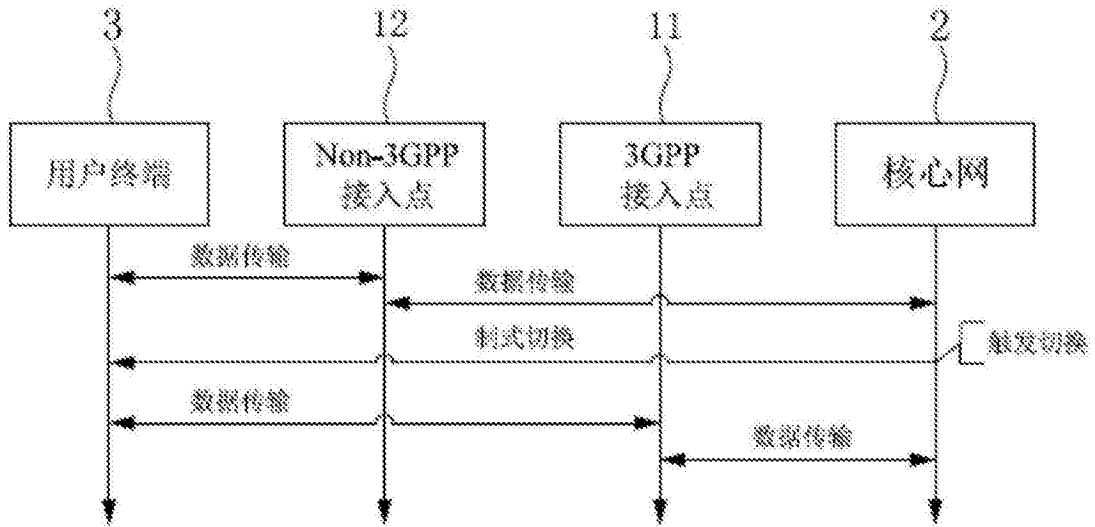 3
12
11
2
用户终端
Non-3GPP
接入点
3GPP
接入点
核心网
数据传输
数据传输
制式切换
触发切换
数据传输
数据传输